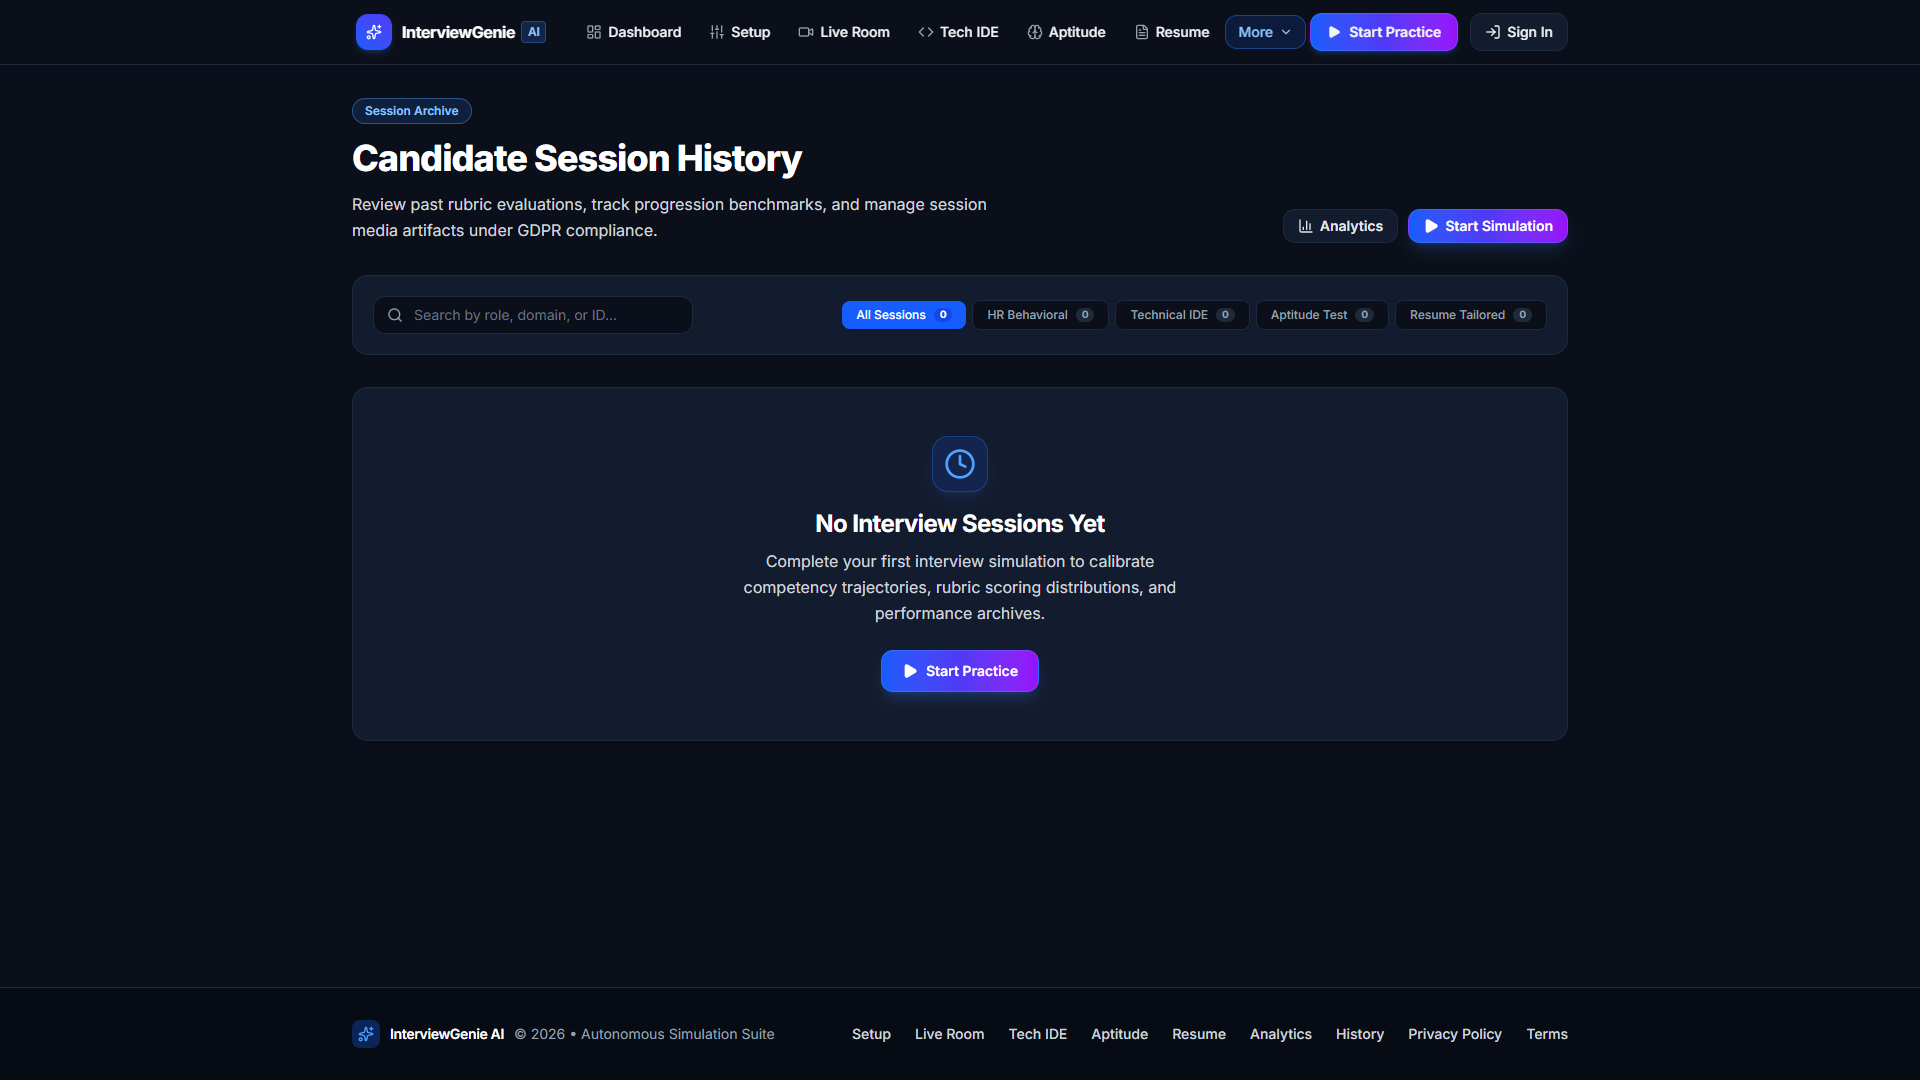 InterviewGenie AI Dashboard Setup Live Room Tech IDE Aptitude Resume More Start Practice Sign In
Session Archive
Candidate Session History
Review past rubric evaluations, track progression benchmarks, and manage session
media artifacts under GDPR compliance.
Analytics Start Simulation
Search by role, domain, or ID... All Sessions 0 HR Behavioral 0 Technical IDE 0 Aptitude Test 0 Resume Tailored 0
No Interview Sessions Yet
Complete your first interview simulation to calibrate
competency trajectories, rubric scoring distributions, and
performance archives.
Start Practice
InterviewGenie AI © 2026 • Autonomous Simulation Suite Setup Live Room Tech IDE Aptitude Resume Analytics History Privacy Policy Terms